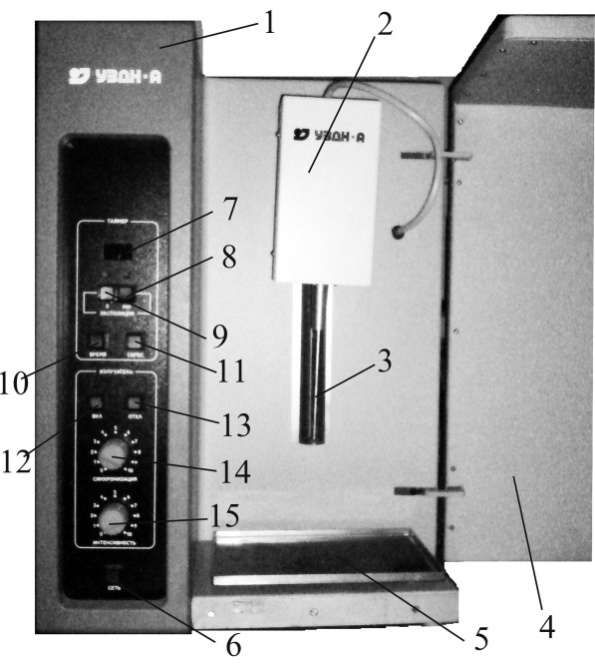 1
2
УЗДН-А
УЗДН-А
7
ТАЙМЕР
8
ЭКСПОЗИЦИЯ
9
ВРЕМЯ
СБРОС
10
11
3
ИЗЛУЧАТЕЛЬ
ВКЛ
ОТКЛ
13
12
14
СИНХРОНИЗАЦИЯ
15
ИНТЕНСИВНОСТЬ
СЕТЬ
6
5
4